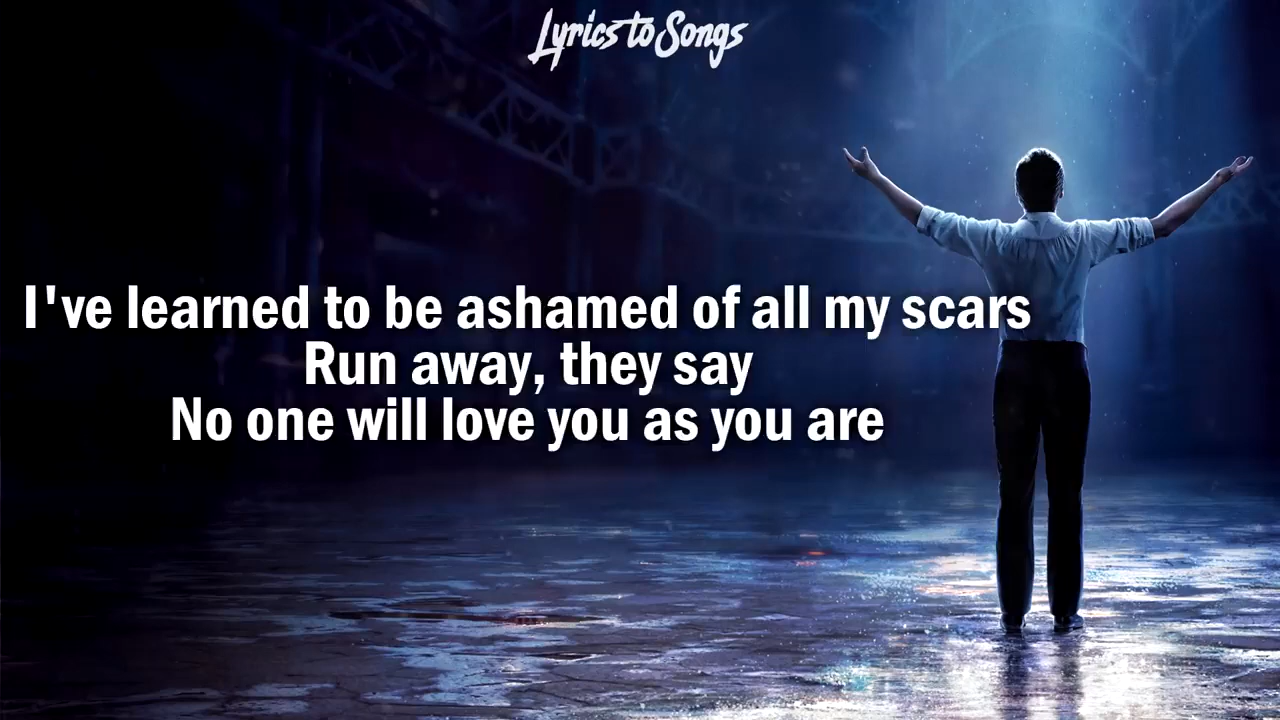 Lyrics to Songs
I've learned to be ashamed of all my scars
Run away, they say
No one will love you as you are